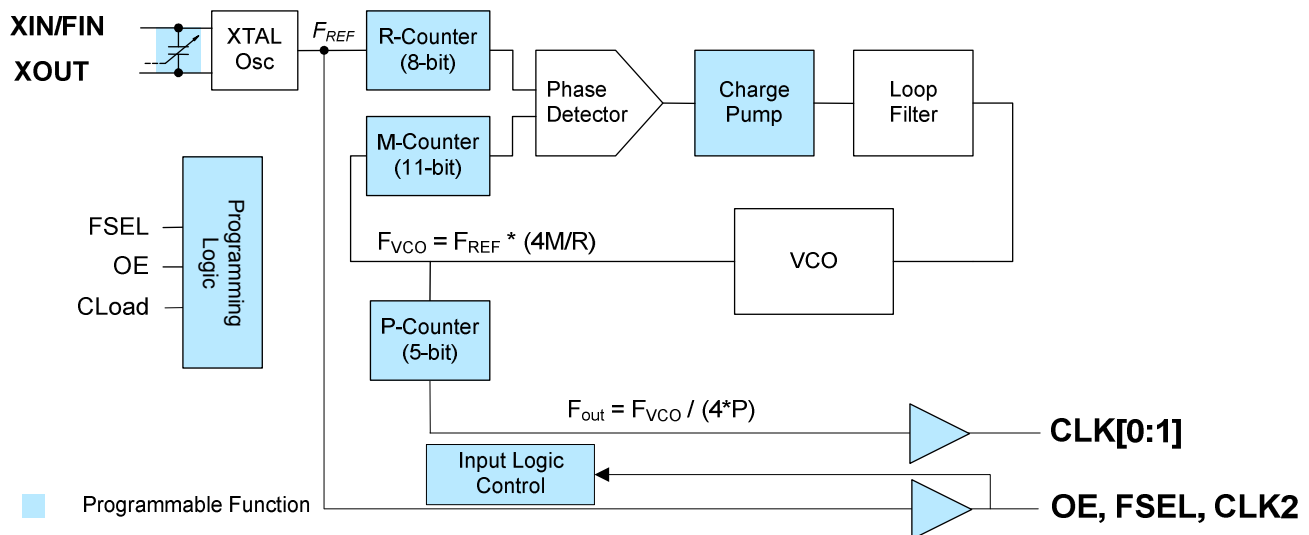 XIN/FIN
XOUT
XTAL
Osc
FREF
R-Counter
(8-bit)
M-Counter
(11-bit)
Phase
Detector
Charge
Pump
Loop
Filter
Programming
Logic
FSEL
OE
CLoad
FVCO = FREF * (4M/R)
VCO
P-Counter
(5-bit)
Fout = FVCO / (4*P)
CLK[0:1]
Input Logic
Control
OE, FSEL, CLK2
Programmable Function